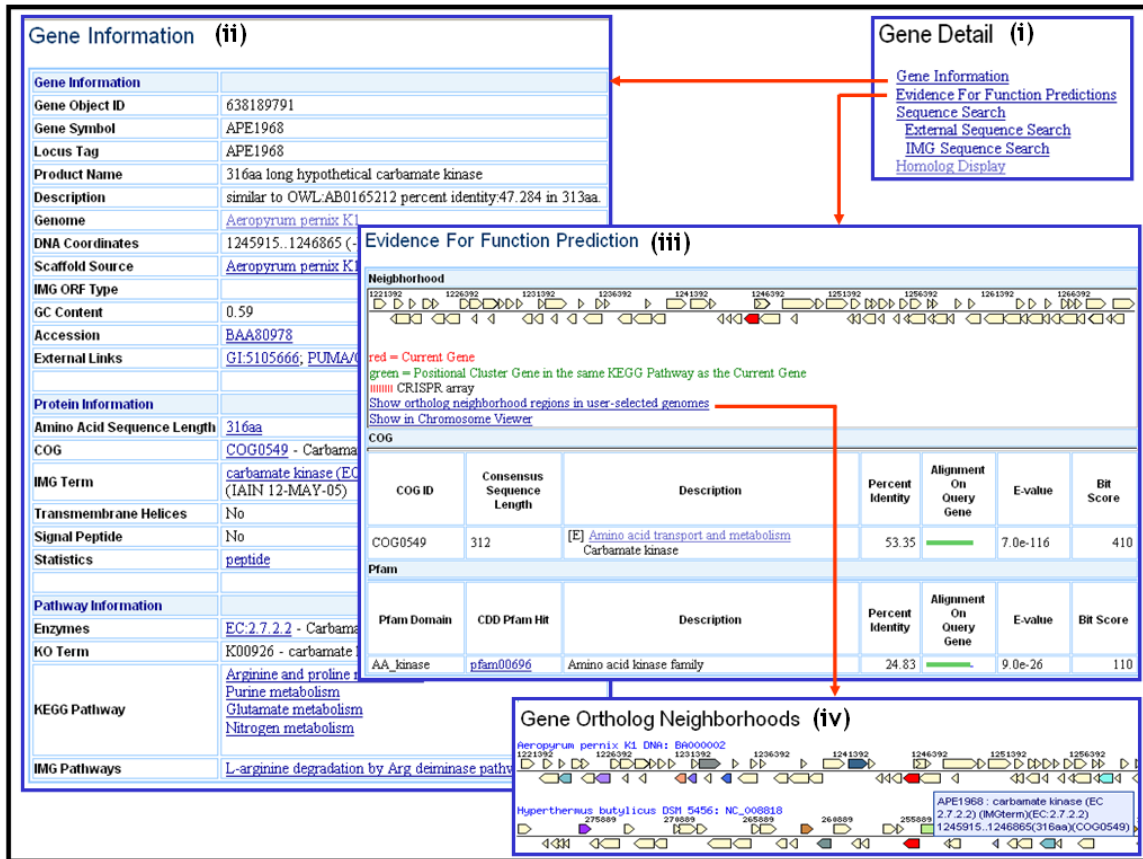 Gene Information (ii)
Gene Information
Gene Object ID 638189791
Gene Symbol APE1968
Locus Tag APE1968
Product Name 316aa long hypothetical carbamate kinase
Description similar to OWL:AB0165212 percent identity:47.284 in 313aa.
Genome Aeropyrum pernix K1
DNA Coordinates 1245915..1246865 (-
Scaffold Source Aeropyrum pernix K1
IMG ORF Type
GC Content 0.59
Accession BAA80978
External Links GI:5105666; PUMA/
Protein Information
Amino Acid Sequence Length 316aa
COG COG0549 - Carbama
IMG Term carbamate kinase (EC
(IAIN 12-MAY-05)
Transmembrane Helices No
Signal Peptide No
Statistics peptide
Pathway Information
Enzymes EC:2.7.2.2 - Carbama
KO Term K00926 - carbamate
KEGG Pathway
Arginine and proline
Purine metabolism
Glutamate metabolism
Nitrogen metabolism
IMG Pathways L-arginine degradation by Arg deiminase pathw
Gene Detail (i)
Gene Information
Evidence For Function Predictions
Sequence Search
External Sequence Search
IMG Sequence Search
Homolog Display
Evidence For Function Prediction (iii)
Neigbhorhood
1221392 1226392 1231392 1236392 1241392 1246392 1251392 1256392 1261392 1266392
red = Current Gene
green = Positional Cluster Gene in the same KEGG Pathway as the Current Gene
CRISPR array
Show ortholog neighborhood regions in user-selected genomes
Show in Chromosome Viewer
COG
COG ID Consensus Sequence Length Description Percent Identity Alignment On Query Gene E-value Bit Score
COG0549 312 [E] Amino acid transport and metabolism 53.35 7.0e-116 410
Carbamate kinase
Pfam
Pfam Domain CDD Pfam Hit Description Percent Identity Alignment On Query Gene E-value Bit Score
AA_kinase pfam00696 Amino acid kinase family 24.83 9.0e-26 110
Gene Ortholog Neighborhoods (iv)
Aeropyrum pernix K1 DNA: BA000002
1221392 1226392 1231392 1236392 1241392 1246392 1251392 1256392
Hyperthermus butylicus DSM 5456: NC_008818
275889 270889 265889 260889 255889
APE1968 : carbamate kinase (EC
2.7.2.2) (IMGterm)(EC:2.7.2.2)
1245915..1246865(316aa)(COG0549)